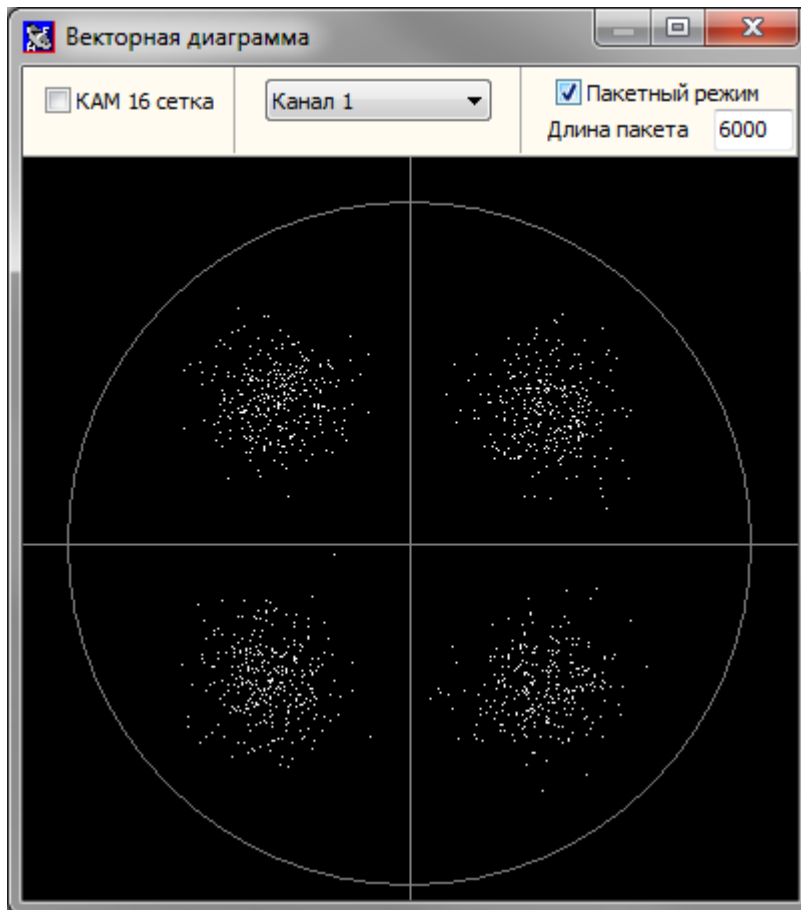 Векторная диаграмма
КАМ 16 сетка
Канал 1
Пакетный режим
Длина пакета 6000